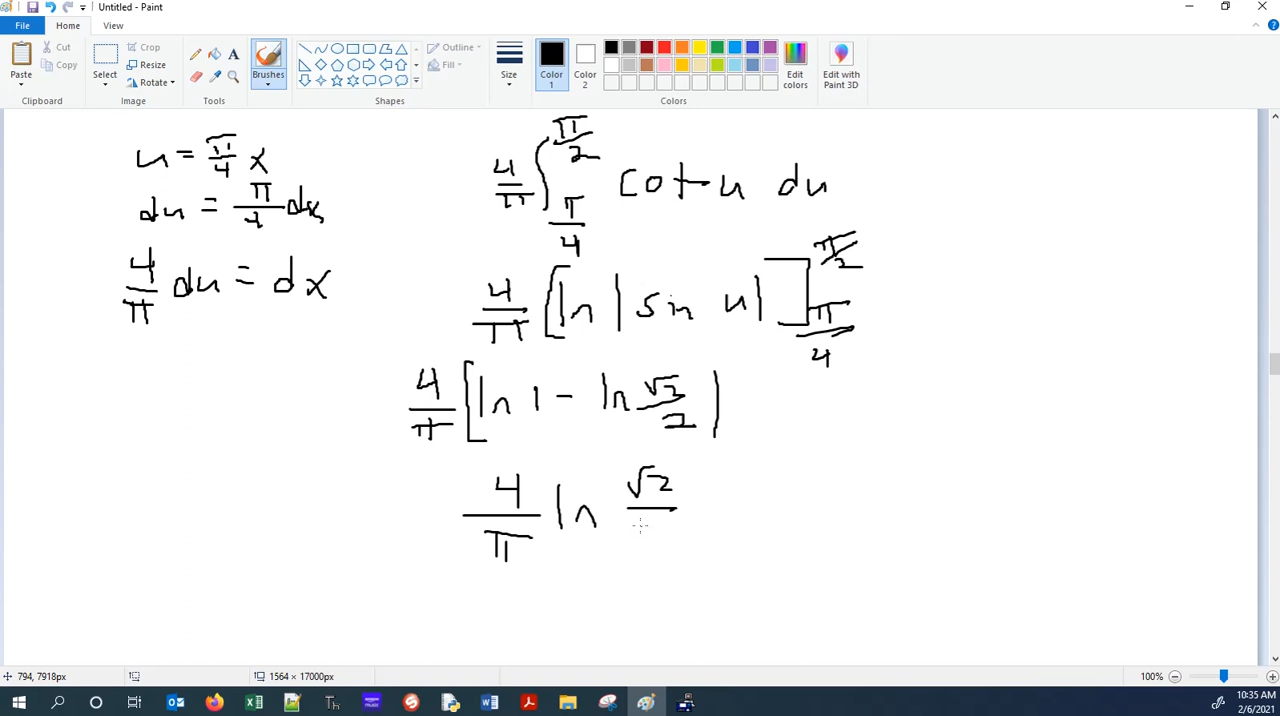 Untitled - Paint
File Home View
Paste Cut Copy Select Crop Resize Rotate Brushes Outline Fill Size Color 1 Color 2 Edit colors Edit with Paint 3D
Clipboard Image Tools Shapes Colors
u = π/4 x
du = π/4 dx
4/π du = dx
4/π ∫_{π/4}^{π/2} cot u du
4/π [ln |sin u|]_{π/4}^{π/2}
4/π [ln 1 - ln √2/2]
4/π ln √2
794, 7918px 1564 × 17000px 100%
10:35 AM
2/6/2021